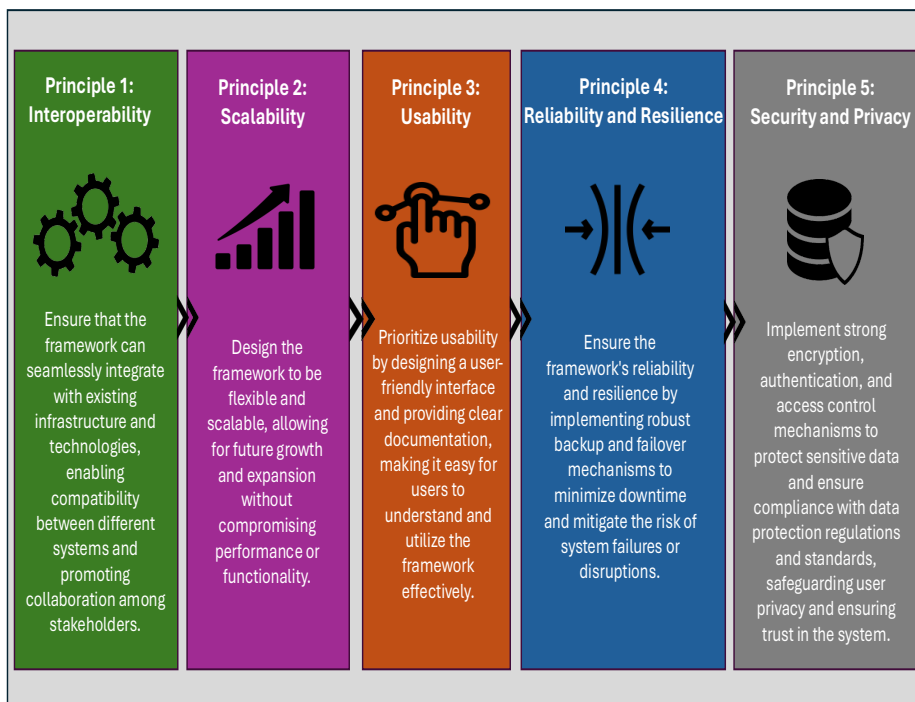 Principle 1:
Interoperability
Ensure that the
framework can
seamlessly integrate
with existing
infrastructure and
technologies,
enabling
compatibility
between different
systems and
promoting
collaboration among
stakeholders.
Principle 2:
Scalability
Design the
framework to be
flexible and
scalable, allowing
for future growth
and expansion
without
compromising
performance or
functionality.
Principle 3:
Usability
Prioritize usability
by designing a user-
friendly interface
and providing clear
documentation,
making it easy for
users to
understand and
utilize the
framework
effectively.
Principle 4:
Reliability and Resilience
Ensure the
framework's reliability
and resilience by
implementing robust
backup and failover
mechanisms to
minimize downtime
and mitigate the risk of
system failures or
disruptions.
Principle 5:
Security and Privacy
Implement strong
encryption,
authentication, and
access control
mechanisms to
protect sensitive data
and ensure
compliance with data
protection regulations
and standards,
safeguarding user
privacy and ensuring
trust in the system.